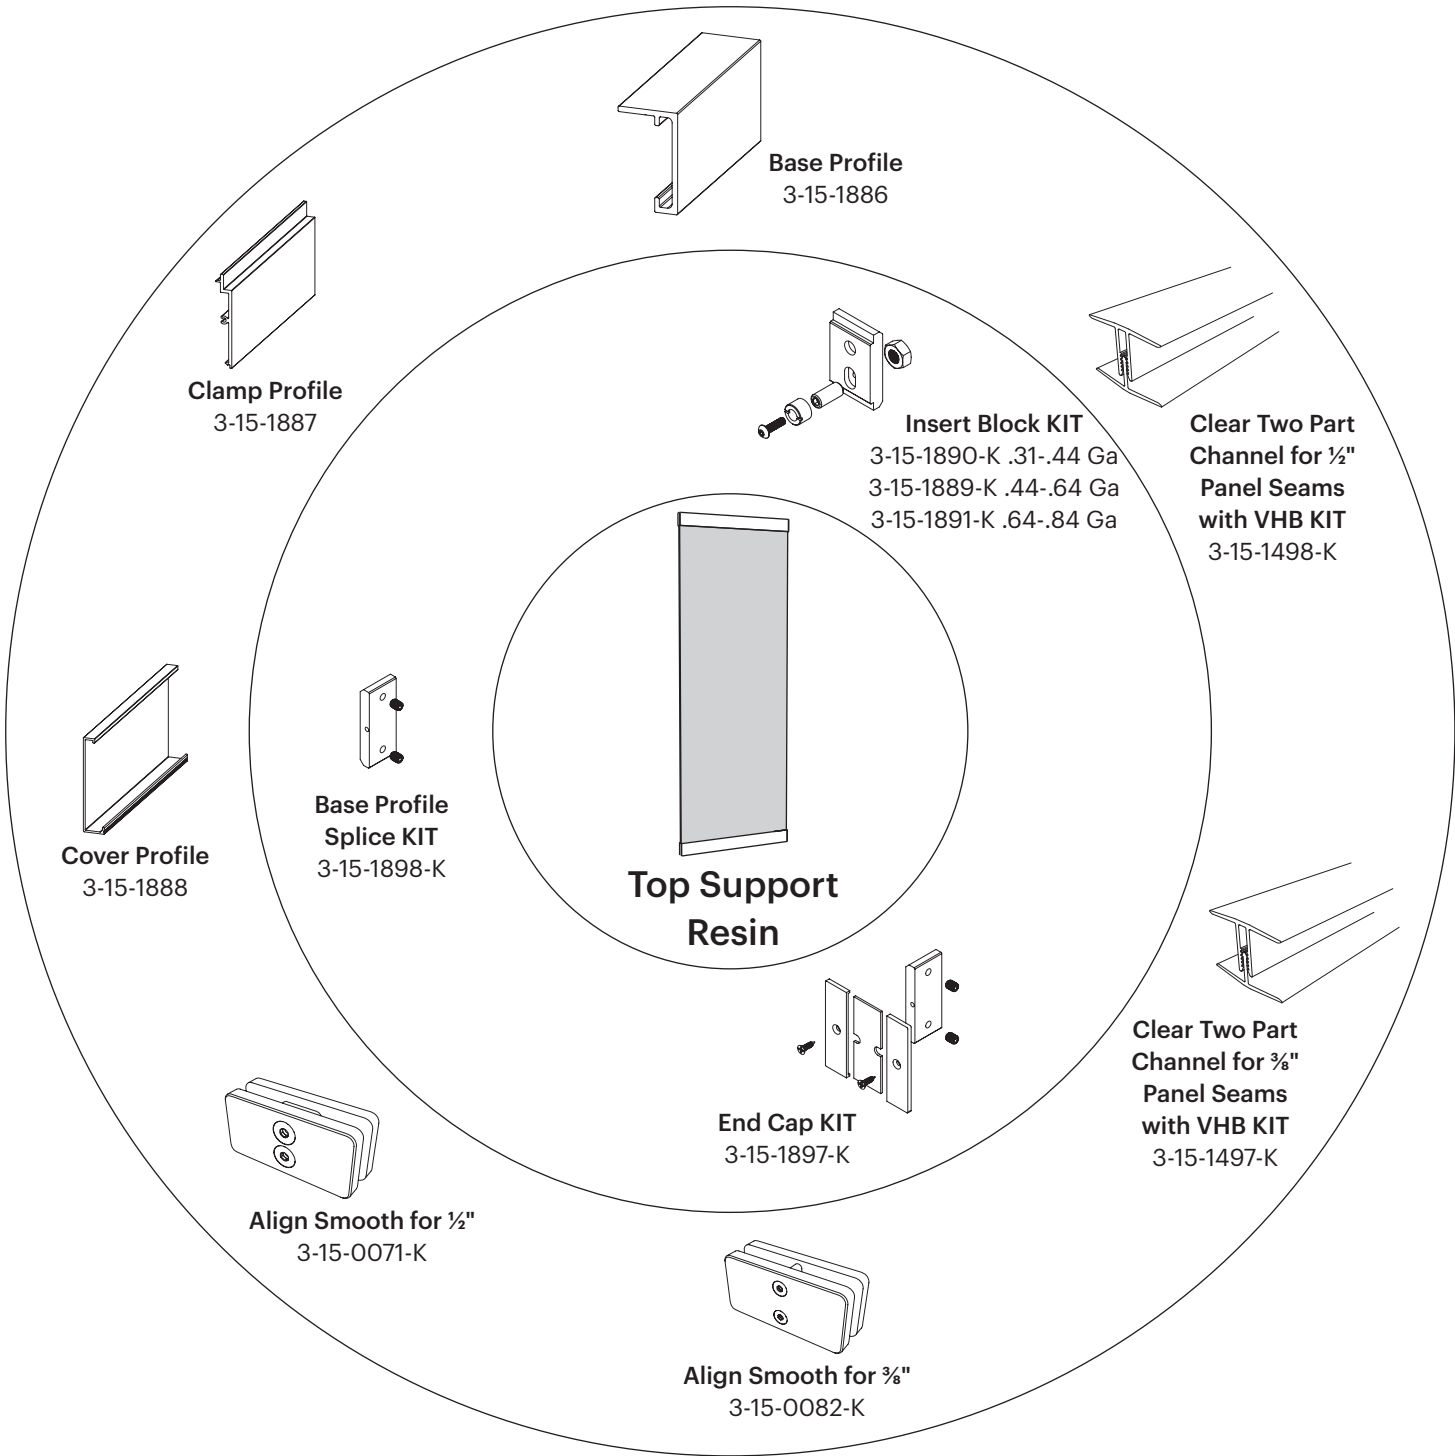 Base Profile
3-15-1886
Clamp Profile
3-15-1887
Insert Block KIT
3-15-1890-K .31-.44 Ga
3-15-1889-K .44-.64 Ga
3-15-1891-K .64-.84 Ga
Clear Two Part
Channel for ½"
Panel Seams
with VHB KIT
3-15-1498-K
Base Profile
Splice KIT
3-15-1898-K
Cover Profile
3-15-1888
Top Support
Resin
Clear Two Part
Channel for ⅜"
Panel Seams
with VHB KIT
3-15-1497-K
End Cap KIT
3-15-1897-K
Align Smooth for ½"
3-15-0071-K
Align Smooth for ⅜"
3-15-0082-K